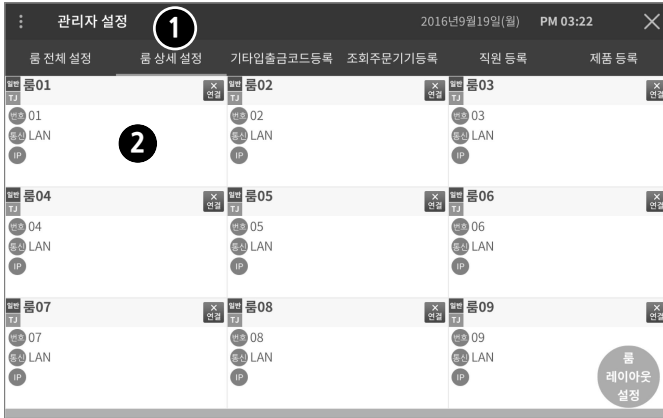 관리자 설정
1
2016년9월19일(월) PM 03:22
룸 전체 설정 룸 상세 설정 기타입출금코드등록 조회주문기기등록 직원 등록 제품 등록
일반 룸01 연결 일반 룸02 연결 일반 룸03 연결
TJ TJ TJ
번호 01 번호 02 번호 03
2
통신 LAN 통신 LAN 통신 LAN
IP IP IP
일반 룸04 연결 일반 룸05 연결 일반 룸06 연결
TJ TJ TJ
번호 04 번호 05 번호 06
통신 LAN 통신 LAN 통신 LAN
IP IP IP
일반 룸07 연결 일반 룸08 연결 일반 룸09 연결
TJ TJ TJ
번호 07 번호 08 번호 09
통신 LAN 통신 LAN 통신 LAN
IP IP IP
룸
레이아웃
설정